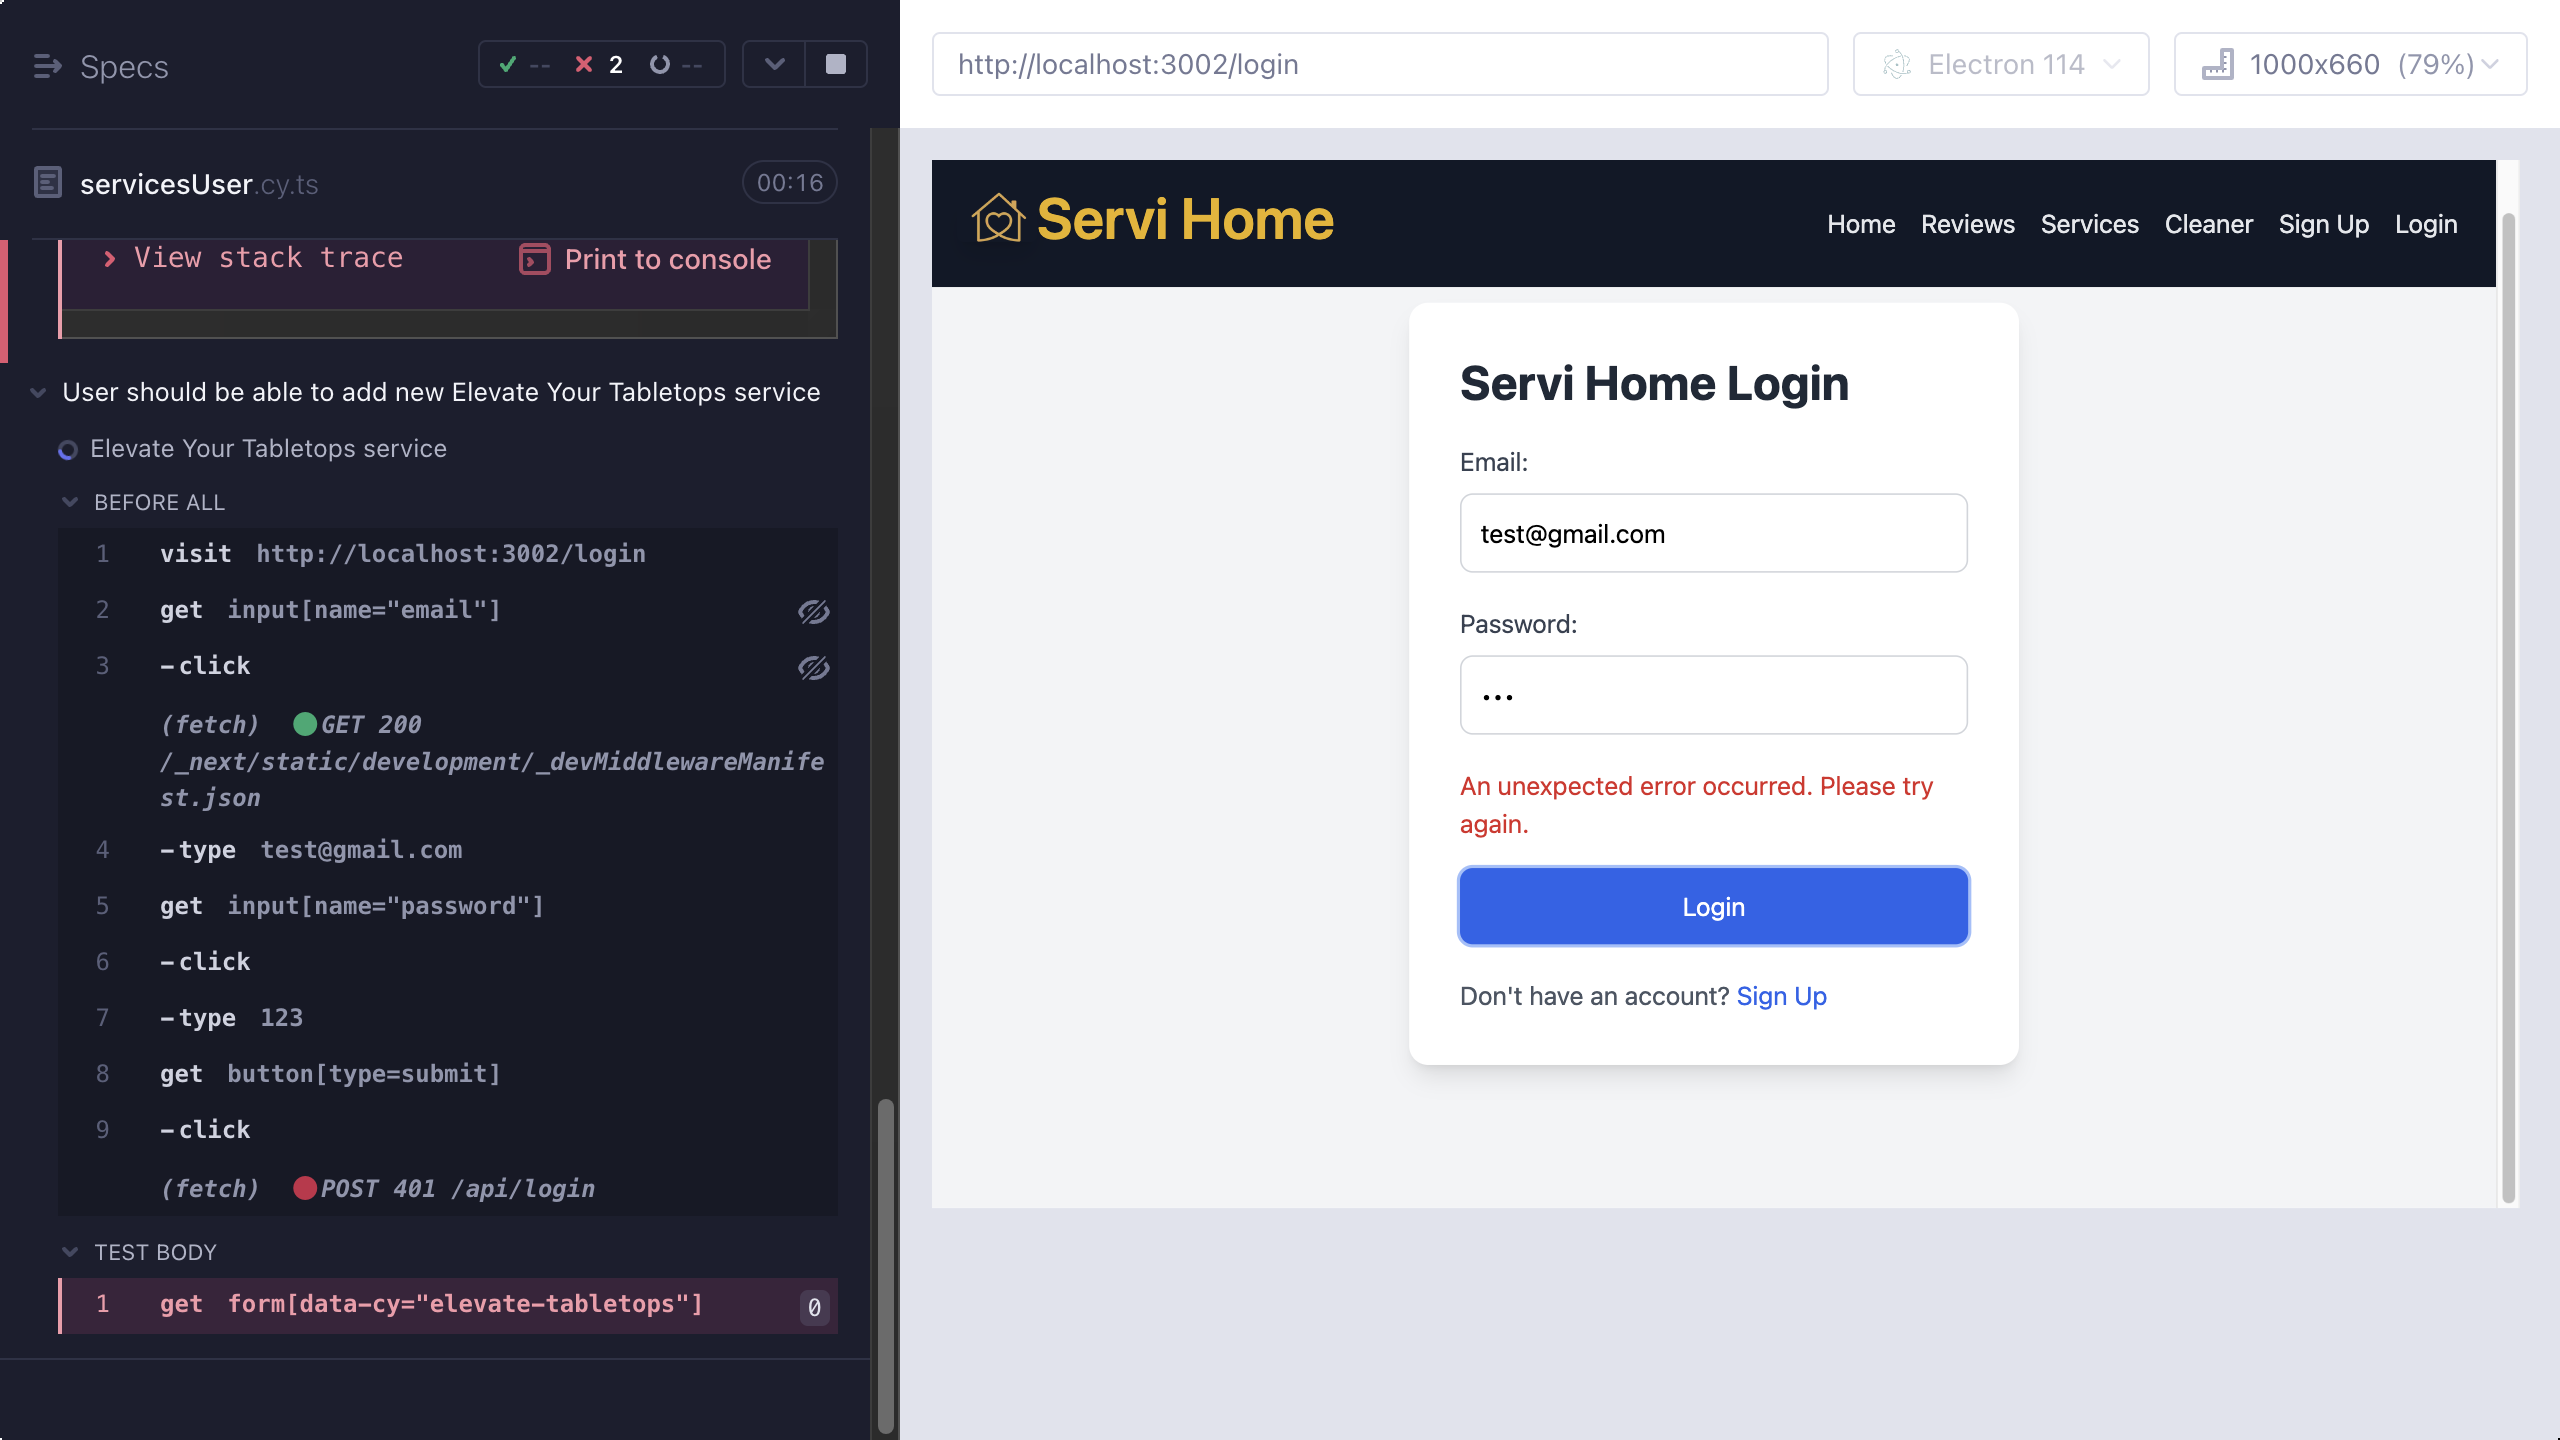 Specs
-- 2 --
servicesUser.cy.ts
00:16
View stack trace
Print to console
User should be able to add new Elevate Your Tabletops service
Elevate Your Tabletops service
BEFORE ALL
1 visit http://localhost:3002/login
2 get input[name="email"]
3 -click
(fetch) GET 200
/_next/static/development/_devMiddlewareManife
st.json
4 -type test@gmail.com
5 get input[name="password"]
6 -click
7 -type 123
8 get button[type=submit]
9 -click
(fetch) POST 401 /api/login
TEST BODY
1 get form[data-cy="elevate-tabletops"] 0
http://localhost:3002/login
Electron 114
1000x660 (79%)
Servi Home
Home Reviews Services Cleaner Sign Up Login
Servi Home Login
Email:
test@gmail.com
Password:
•••
An unexpected error occurred. Please try
again.
Login
Don't have an account? Sign Up